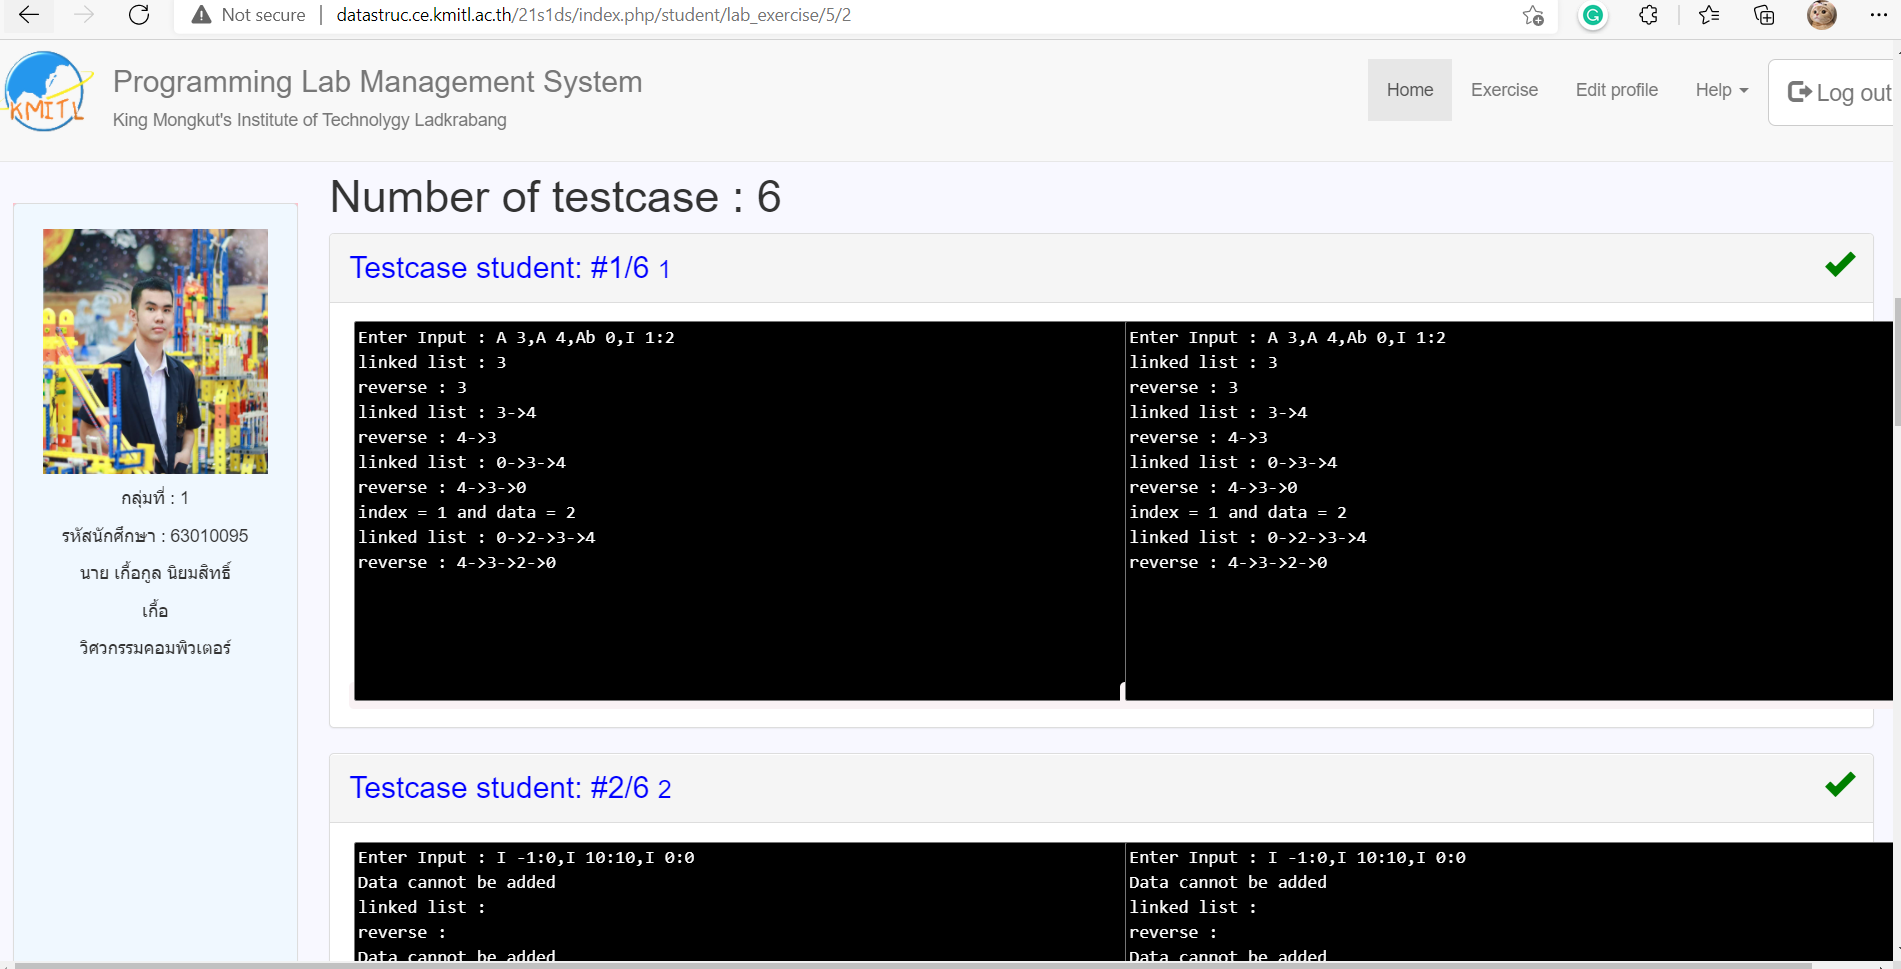 Not secure
datastruc.ce.kmitl.ac.th/21s1ds/index.php/student/lab_exercise/5/2
KMITL
Programming Lab Management System
King Mongkut's Institute of Technolygy Ladkrabang
Home
Exercise
Edit profile
Help
Log out
กลุ่มที่ : 1
รหัสนักศึกษา : 63010095
นาย เกื้อกูล นิยมสิทธิ์
เกื้อ
วิศวกรรมคอมพิวเตอร์
Number of testcase : 6
Testcase student: #1/6 1
Enter Input : A 3,A 4,Ab 0,I 1:2
linked list : 3
reverse : 3
linked list : 3->4
reverse : 4->3
linked list : 0->3->4
reverse : 4->3->0
index = 1 and data = 2
linked list : 0->2->3->4
reverse : 4->3->2->0
Enter Input : A 3,A 4,Ab 0,I 1:2
linked list : 3
reverse : 3
linked list : 3->4
reverse : 4->3
linked list : 0->3->4
reverse : 4->3->0
index = 1 and data = 2
linked list : 0->2->3->4
reverse : 4->3->2->0
Testcase student: #2/6 2
Enter Input : I -1:0,I 10:10,I 0:0
Data cannot be added
linked list :
reverse :
Data cannot be added
Enter Input : I -1:0,I 10:10,I 0:0
Data cannot be added
linked list :
reverse :
Data cannot be added